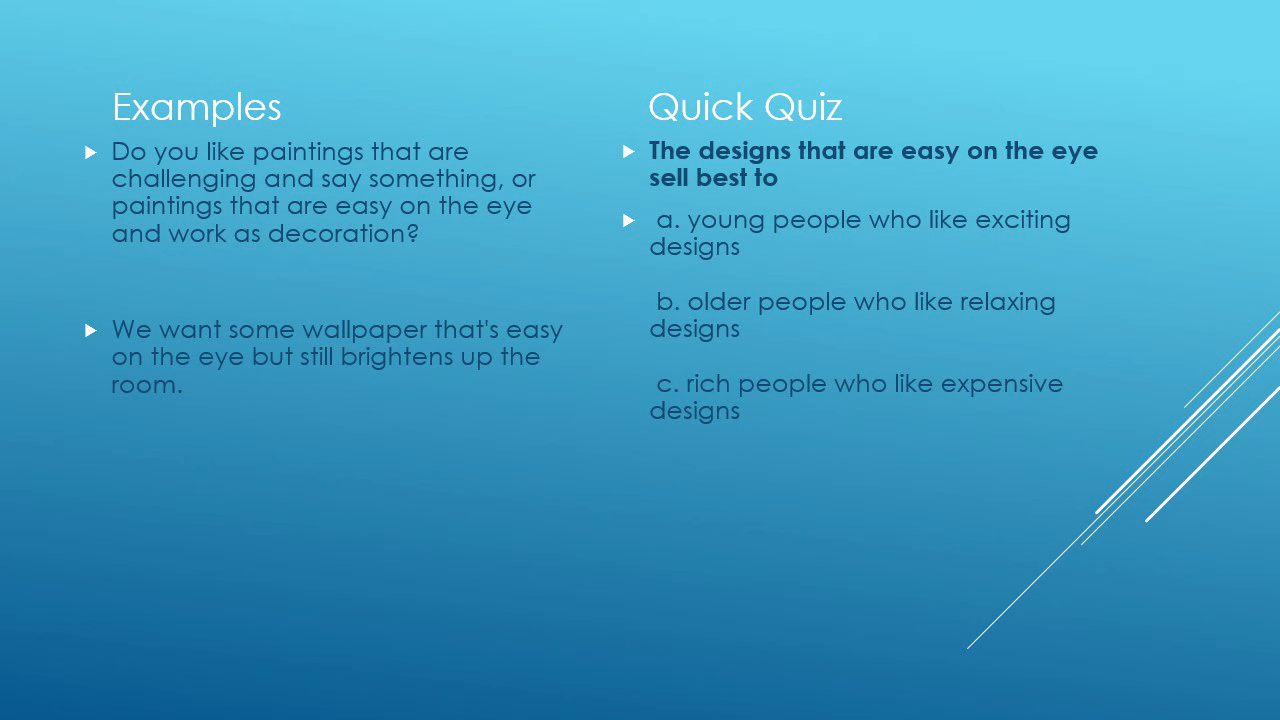 Examples
Do you like paintings that are
challenging and say something, or
paintings that are easy on the eye
and work as decoration?
We want some wallpaper that's easy
on the eye but still brightens up the
room.
Quick Quiz
The designs that are easy on the eye
sell best to
a. young people who like exciting
designs
b. older people who like relaxing
designs
c. rich people who like expensive
designs